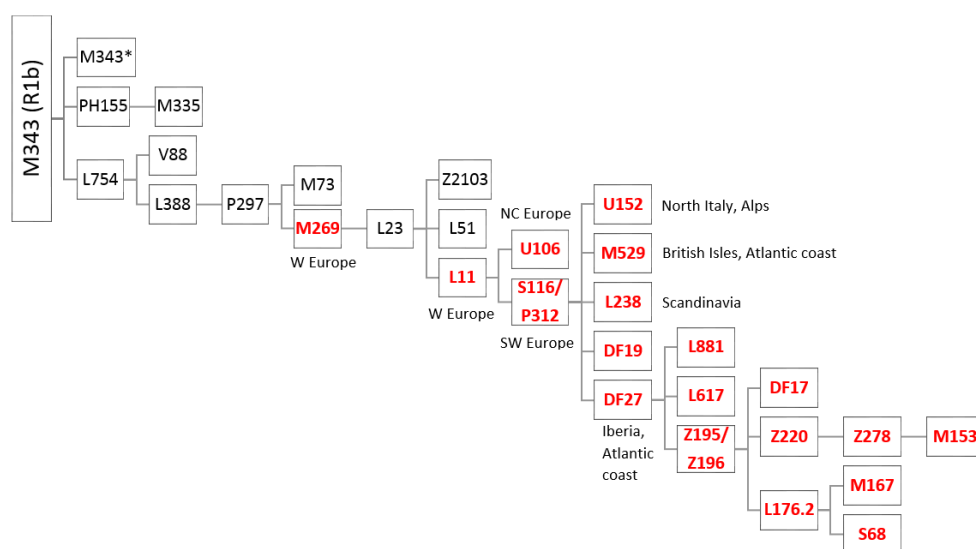 M343 (R1b)
M343*
PH155
M335
L754
V88
L388
P297
M73
M269
W Europe
L23
Z2103
L51
L11
W Europe
NC Europe
U106
S116/
P312
SW Europe
U152
North Italy, Alps
M529
British Isles, Atlantic coast
L238
Scandinavia
DF19
DF27
Iberia,
Atlantic
coast
L881
L617
Z195/
Z196
DF17
Z220
Z278
M153
L176.2
M167
S68